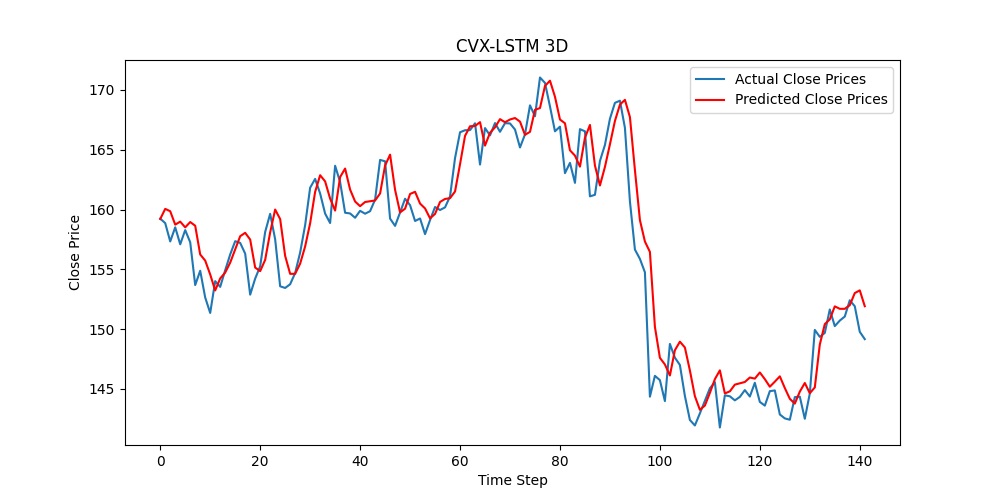 CVX-LSTM 3D
Actual Close Prices
Predicted Close Prices
Close Price
170
165
160
155
150
145
0 20 40 60 80 100 120 140
Time Step